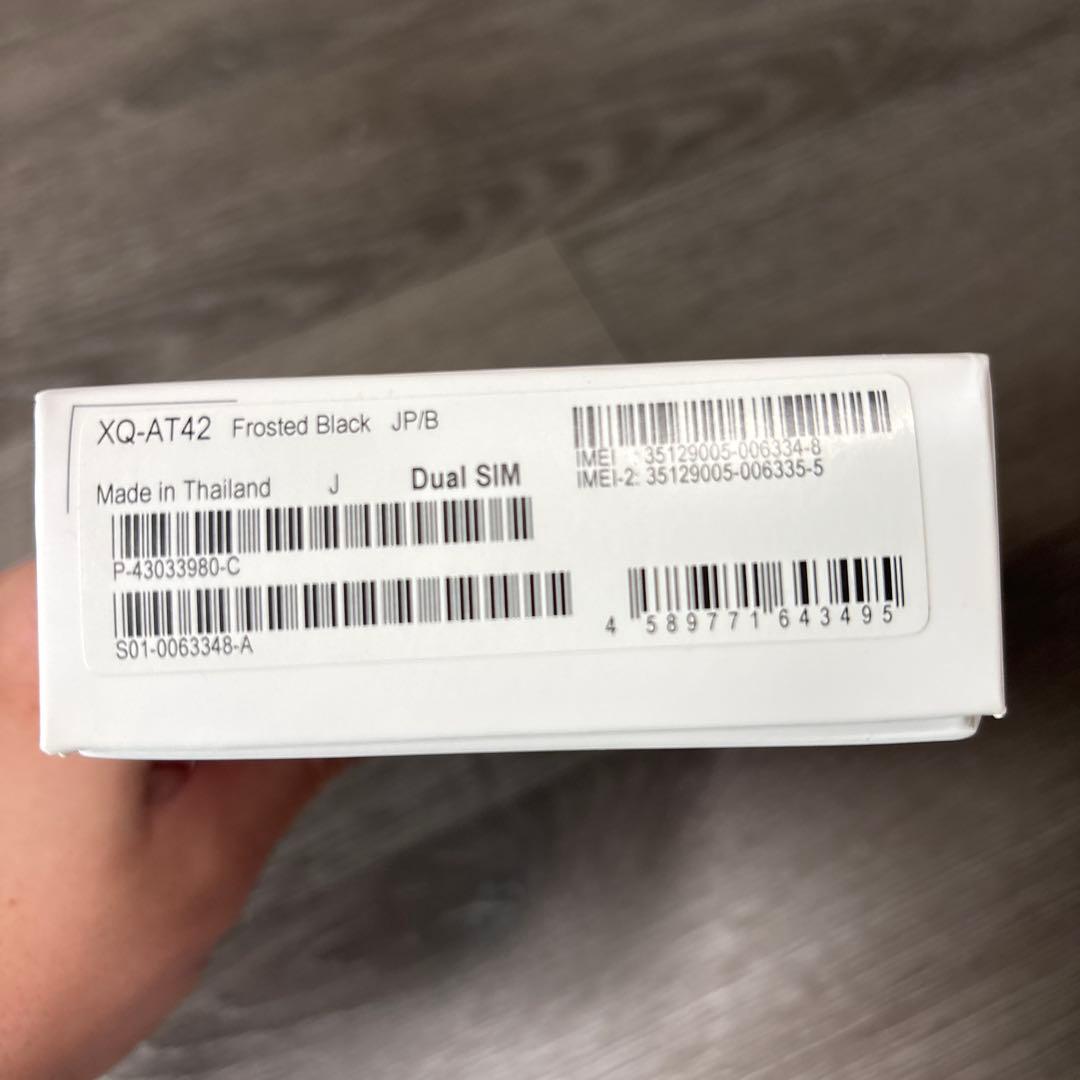 XQ-AT42 Frosted Black JP/B
Made in Thailand J Dual SIM
P-43033980-C
S01-0063348-A
IMEI : 35129005-006334-8
IMEI-2: 35129005-006335-5
4 589771 643495